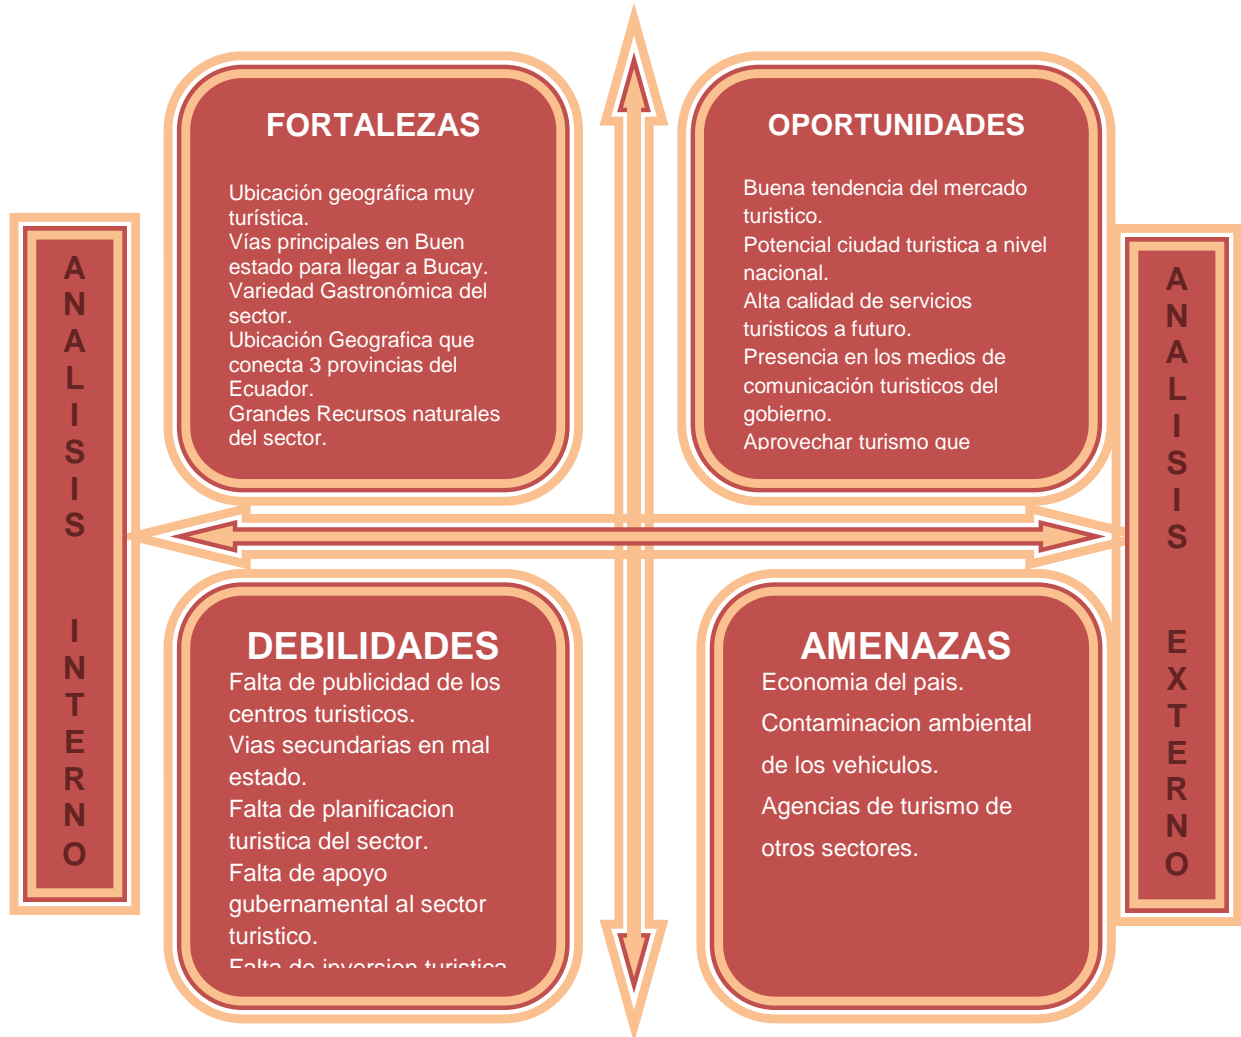 FORTALEZAS
Ubicación geográfica muy
turística.
Vías principales en Buen
estado para llegar a Bucay.
Variedad Gastronómica del
sector.
Ubicación Geografica que
conecta 3 provincias del
Ecuador.
Grandes Recursos naturales
del sector.
OPORTUNIDADES
Buena tendencia del mercado
turistico.
Potencial ciudad turistica a nivel
nacional.
Alta calidad de servicios
turisticos a futuro.
Presencia en los medios de
comunicación turisticos del
gobierno.
Aprovechar turismo que
ANALISIS INTERNO
ANALISIS EXTERNO
DEBILIDADES
Falta de publicidad de los
centros turisticos.
Vias secundarias en mal
estado.
Falta de planificacion
turistica del sector.
Falta de apoyo
gubernamental al sector
turistico.
Falta de inversion turistica
AMENAZAS
Economia del pais.
Contaminacion ambiental
de los vehiculos.
Agencias de turismo de
otros sectores.